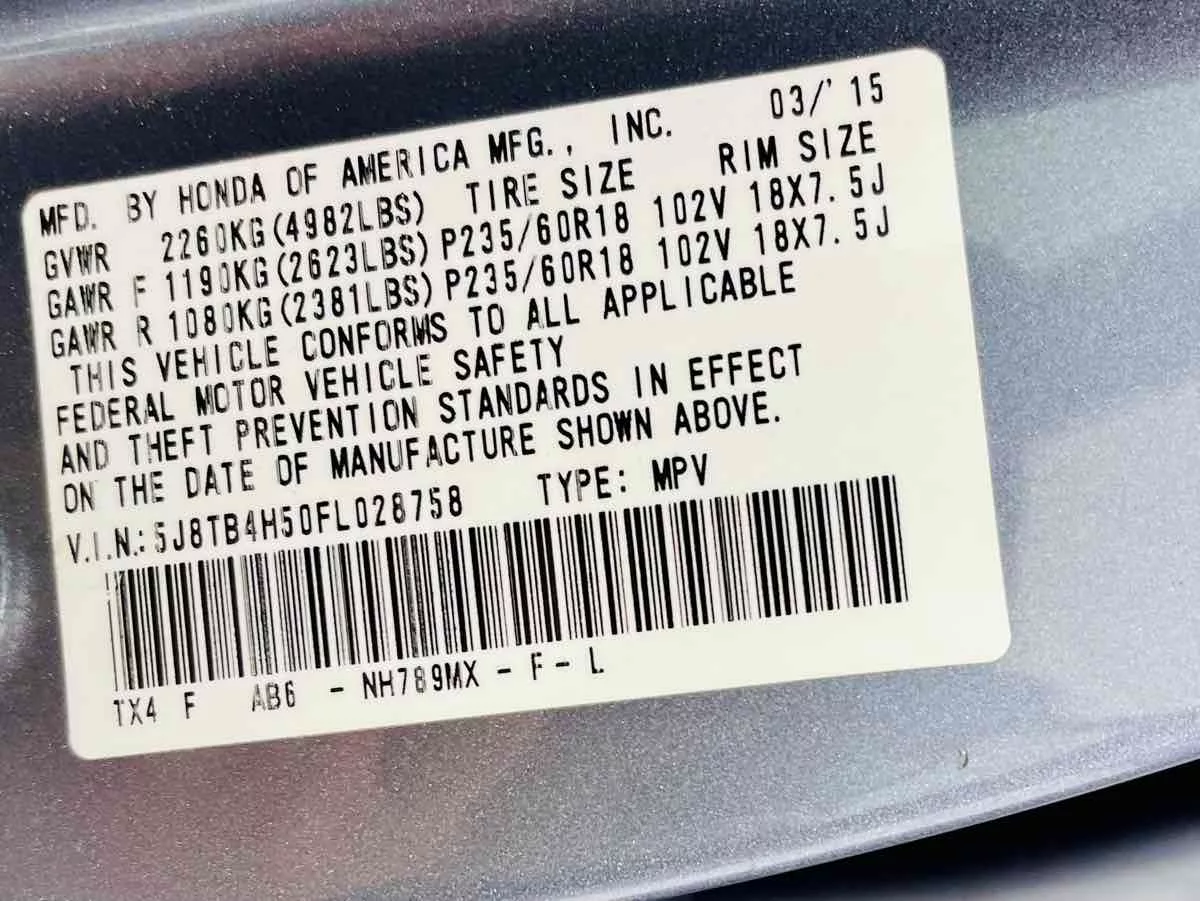 MFD. BY HONDA OF AMERICA MFG., INC. 03/'15
GVWR 2260KG(4982LBS) TIRE SIZE RIM SIZE
GAWR F 1190KG(2623LBS) P235/60R18 102V 18X7.5J
GAWR R 1080KG(2381LBS) P235/60R18 102V 18X7.5J
THIS VEHICLE CONFORMS TO ALL APPLICABLE
FEDERAL MOTOR VEHICLE SAFETY
AND THEFT PREVENTION STANDARDS IN EFFECT
ON THE DATE OF MANUFACTURE SHOWN ABOVE.
V.I.N.: 5J8TB4H50FL028758 TYPE: MPV
TX4 F AB6 - NH789MX - F - L